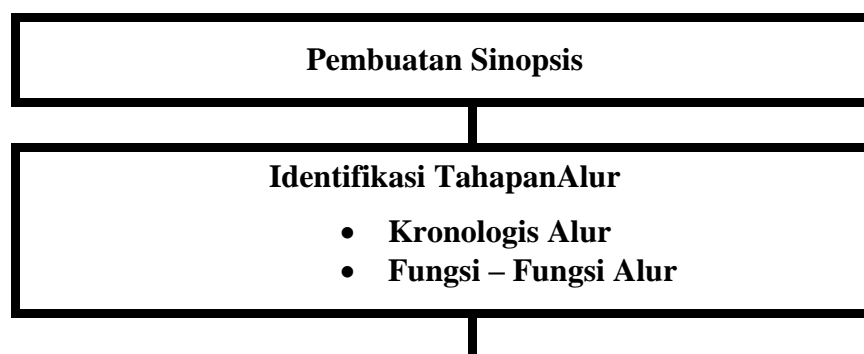 Pembuatan Sinopsis
Identifikasi TahapanAlur
• Kronologis Alur
• Fungsi – Fungsi Alur